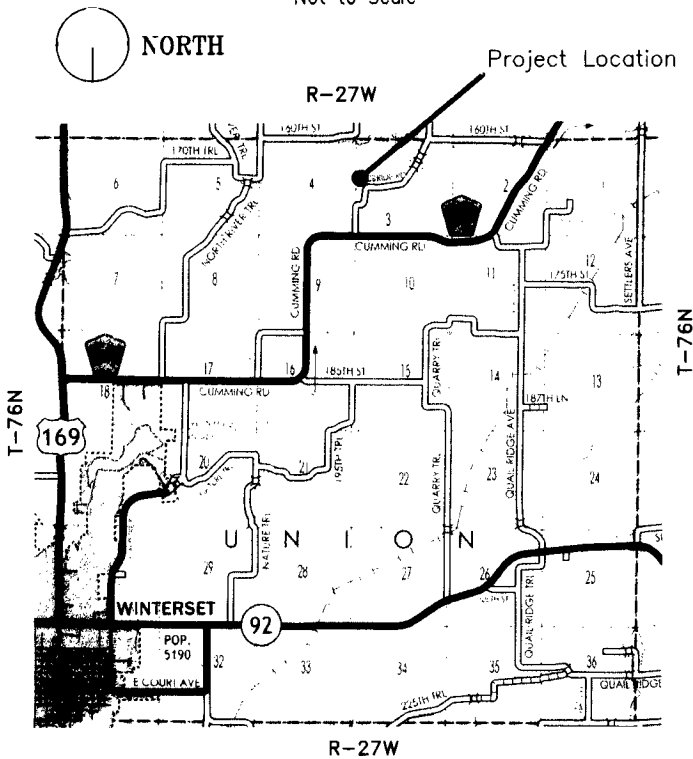 Not to Scale
NORTH
Project Location
R-27W
160TH ST
160TH ST
170TH TRL
6
5
4
2
3
CUMMING RD
CUMMING RD
NORTH RIVER TRL
7
8
CUMMING RD
9
10
11
12
175TH ST
SETTLERS AVE
T-76N
T-76N
17
16
185TH ST
15
QUARRY TRL
14
13
18
CUMMING RD
187TH LN
169
195TH TRL
20
21
22
QUARRY TRL
23
QUAIL RIDGE AVE
24
UNION
NATURE TRL
29
28
27
26
25
QUAIL RIDGE TRL
WINTERSET
92
POP.
5190
32
33
34
35
36
E COURT AVE
225TH TRL
QUAIL RIDGE
R-27W